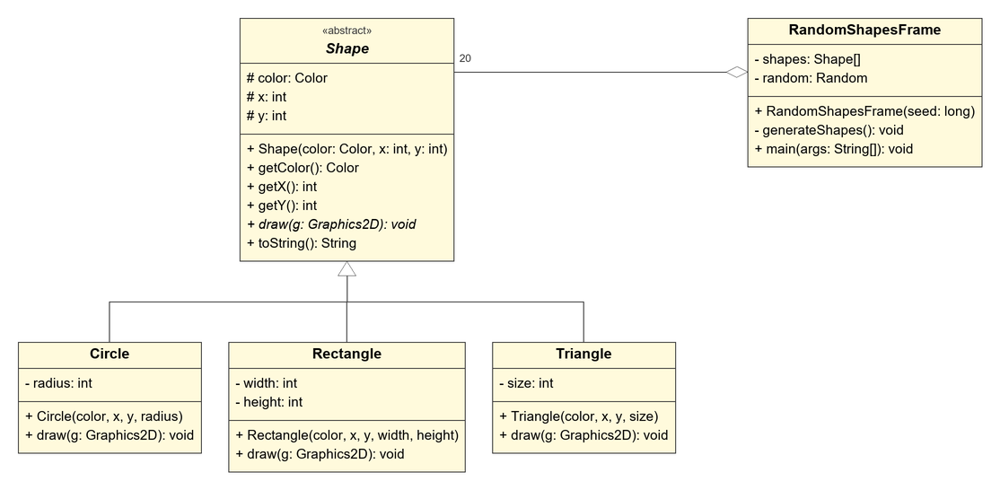 «abstract»
Shape
# color: Color
# x: int
# y: int
+ Shape(color: Color, x: int, y: int)
+ getColor(): Color
+ getX(): int
+ getY(): int
+ draw(g: Graphics2D): void
+ toString(): String
20
RandomShapesFrame
- shapes: Shape[]
- random: Random
+ RandomShapesFrame(seed: long)
- generateShapes(): void
+ main(args: String[]): void
Circle
- radius: int
+ Circle(color, x, y, radius)
+ draw(g: Graphics2D): void
Rectangle
- width: int
- height: int
+ Rectangle(color, x, y, width, height)
+ draw(g: Graphics2D): void
Triangle
- size: int
+ Triangle(color, x, y, size)
+ draw(g: Graphics2D): void